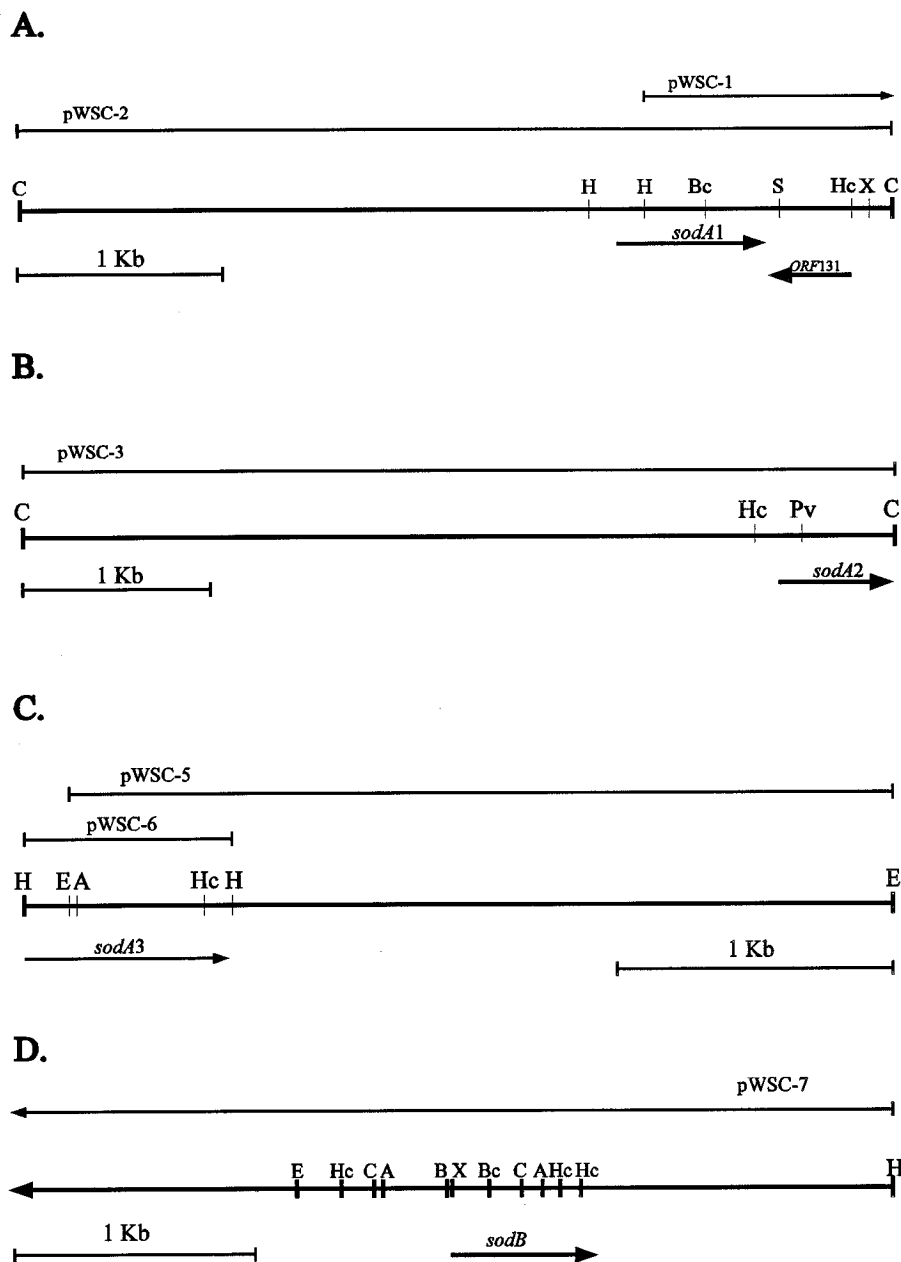 A.
pWSC-1
pWSC-2
C H H Bc S Hc X C
sodA1
1 Kb
ORF131
B.
pWSC-3
C Hc Pv C
1 Kb
sodA2
C.
pWSC-5
pWSC-6
H E A Hc H E
sodA3
1 Kb
D.
pWSC-7
E Hc C A B X Bc C A Hc Hc H
1 Kb
sodB